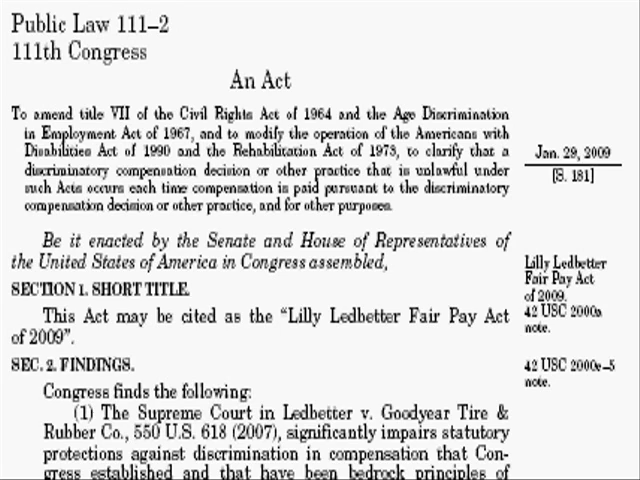 Public Law 111–2
111th Congress
An Act
To amend title VII of the Civil Rights Act of 1964 and the Age Discrimination
in Employment Act of 1967, and to modify the operation of the Americans with
Disabilities Act of 1990 and the Rehabilitation Act of 1973, to clarify that a
discriminatory compensation decision or other practice that is unlawful under
such Acts occurs each time compensation is paid pursuant to the discriminatory
compensation decision or other practice, and for other purposes.
Jan. 29, 2009
[S. 181]
Be it enacted by the Senate and House of Representatives of
the United States of America in Congress assembled,
SECTION 1. SHORT TITLE.
This Act may be cited as the “Lilly Ledbetter Fair Pay Act
of 2009”.
Lilly Ledbetter
Fair Pay Act
of 2009.
42 USC 2000a
note.
SEC. 2. FINDINGS.
42 USC 2000e–5
note.
Congress finds the following:
(1) The Supreme Court in Ledbetter v. Goodyear Tire &
Rubber Co., 550 U.S. 618 (2007), significantly impairs statutory
protections against discrimination in compensation that Con-
gress established and that have been bedrock principles of